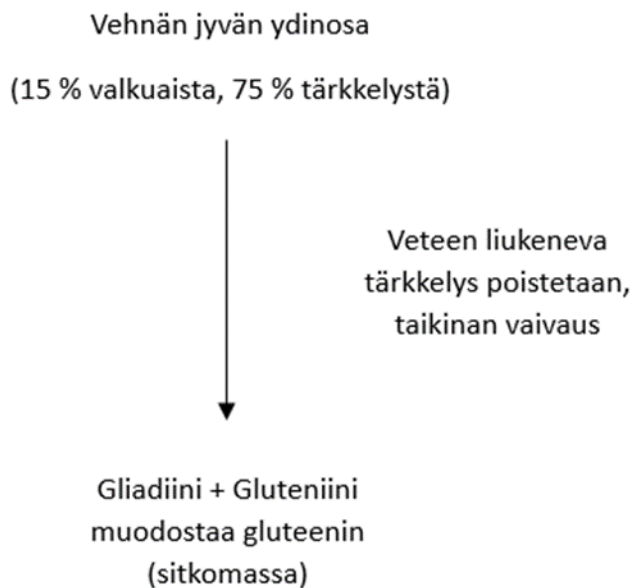 Vehnän jyvän ydinosa
(15 % valkuaista, 75 % tärkkelystä)
Veteen liukeneva
tärkkelys poistetaan,
taikinan vaivaus
Gliadiini + Gluteniini
muodostaa gluteenin
(sitkomassa)